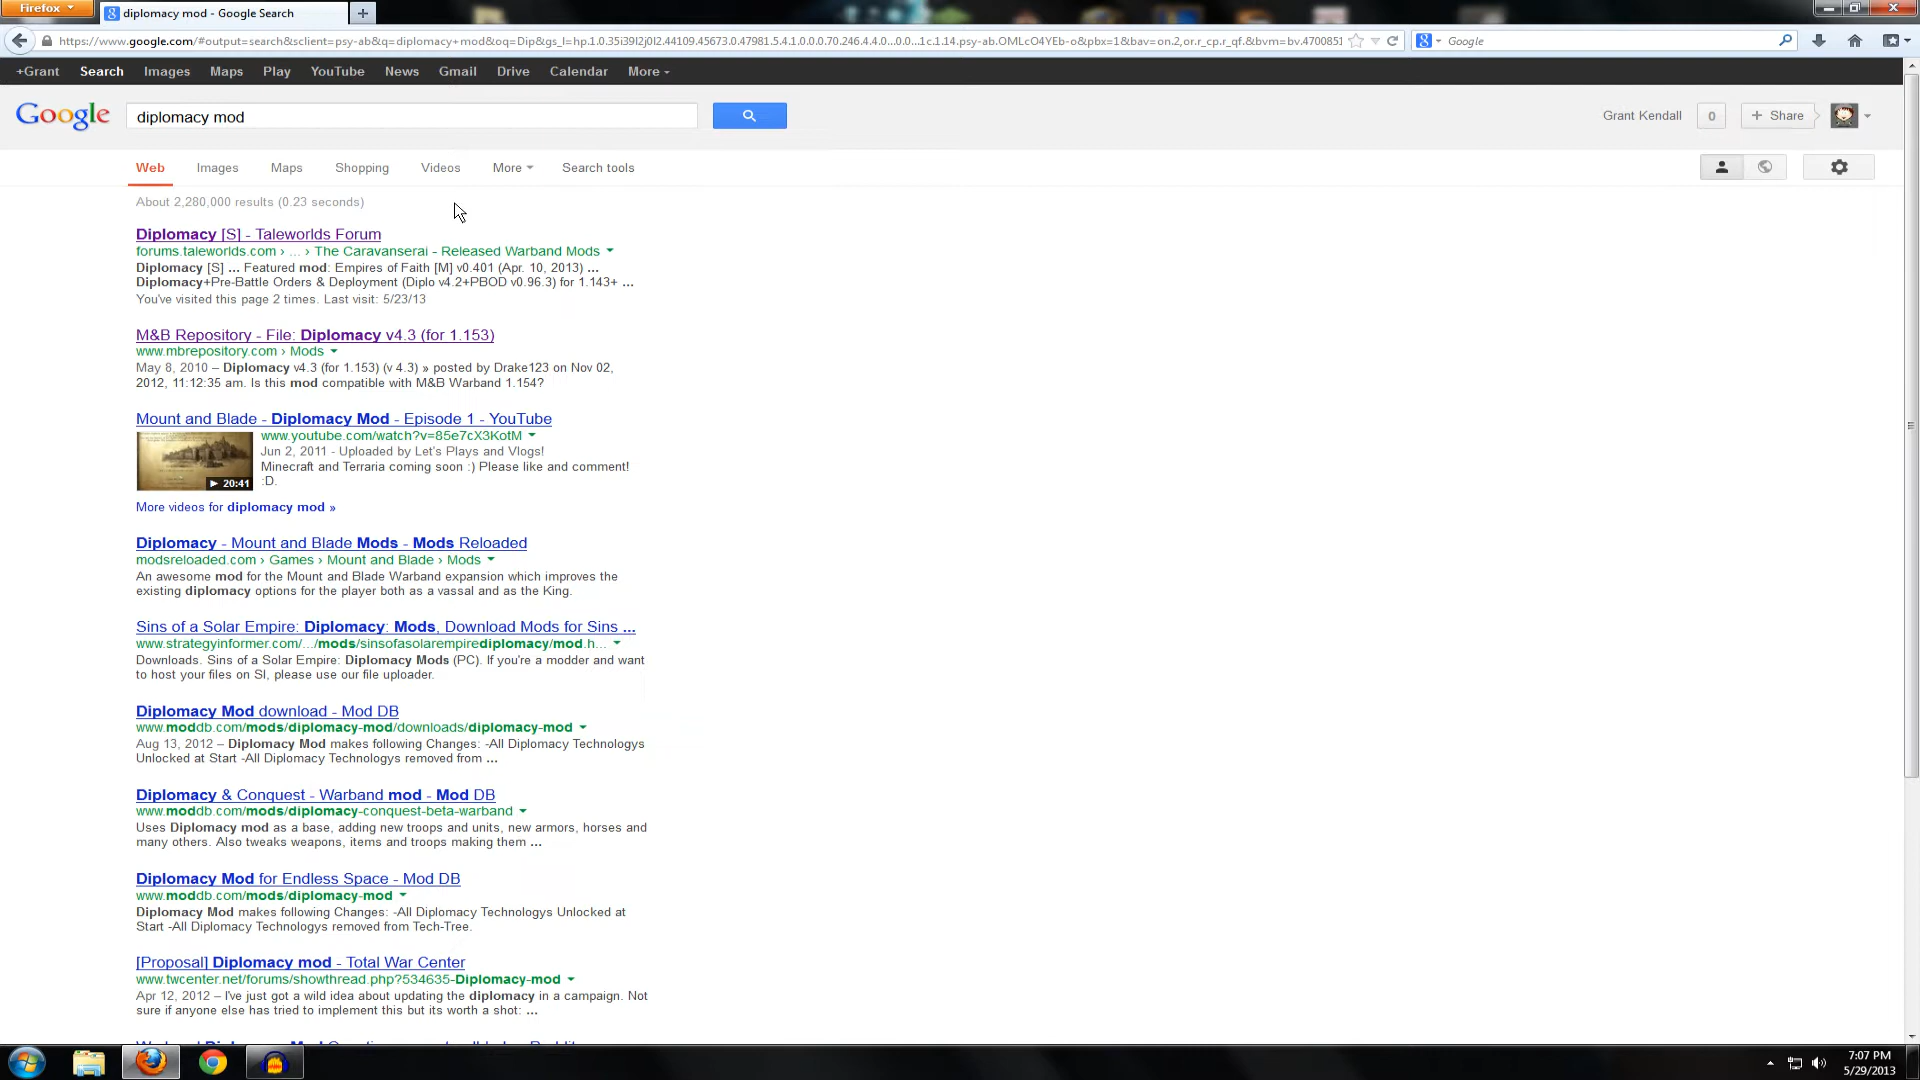 Firefox
diplomacy mod - Google Search
https://www.google.com/#output=search&sclient=psy-ab&q=diplomacy+mod&oq=Dip&gs_l=hp.1.0.35i39l2j0l2.44109.45673.0.47981.5.4.1.0.0.0.70.246.4.4.0...0.0...1c.1.14.psy-ab.OMLcO4YEb-o&pbx=1&bav=on.2,or.r_cp.r_qf.&bvm=bv.4700851
Google
+Grant Search Images Maps Play YouTube News Gmail Drive Calendar More
Google
diplomacy mod
Grant Kendall 0 + Share
Web Images Maps Shopping Videos More Search tools
About 2,280,000 results (0.23 seconds)
Diplomacy [S] - Taleworlds Forum
forums.taleworlds.com › ... › The Caravanserai - Released Warband Mods
Diplomacy [S] ... Featured mod: Empires of Faith [M] v0.401 (Apr. 10, 2013) ...
Diplomacy+Pre-Battle Orders & Deployment (Diplo v4.2+PBOD v0.96.3) for 1.143+ ...
You've visited this page 2 times. Last visit: 5/23/13
M&B Repository - File: Diplomacy v4.3 (for 1.153)
www.mbrepository.com › Mods
May 8, 2010 – Diplomacy v4.3 (for 1.153) (v 4.3) » posted by Drake123 on Nov 02,
2012, 11:12:35 am. Is this mod compatible with M&B Warband 1.154?
Mount and Blade - Diplomacy Mod - Episode 1 - YouTube
www.youtube.com/watch?v=85e7cX3KotM
Jun 2, 2011 - Uploaded by Let's Plays and Vlogs!
Minecraft and Terraria coming soon :) Please like and comment!
:D.
20:41
More videos for diplomacy mod »
Diplomacy - Mount and Blade Mods - Mods Reloaded
modsreloaded.com › Games › Mount and Blade › Mods
An awesome mod for the Mount and Blade Warband expansion which improves the
existing diplomacy options for the player both as a vassal and as the King.
Sins of a Solar Empire: Diplomacy: Mods, Download Mods for Sins ...
www.strategyinformer.com/.../mods/sinsofasolarempirediplomacy/mod.h...
Downloads. Sins of a Solar Empire: Diplomacy Mods (PC). If you're a modder and want
to host your files on SI, please use our file uploader.
Diplomacy Mod download - Mod DB
www.moddb.com/mods/diplomacy-mod/downloads/diplomacy-mod
Aug 13, 2012 – Diplomacy Mod makes following Changes: -All Diplomacy Technologys
Unlocked at Start -All Diplomacy Technologys removed from ...
Diplomacy & Conquest - Warband mod - Mod DB
www.moddb.com/mods/diplomacy-conquest-beta-warband
Uses Diplomacy mod as a base, adding new troops and units, new armors, horses and
many others. Also tweaks weapons, items and troops making them ...
Diplomacy Mod for Endless Space - Mod DB
www.moddb.com/mods/diplomacy-mod
Diplomacy Mod makes following Changes: -All Diplomacy Technologys Unlocked at
Start -All Diplomacy Technologys removed from Tech-Tree.
[Proposal] Diplomacy mod - Total War Center
www.twcenter.net/forums/showthread.php?534635-Diplomacy-mod
Apr 12, 2012 – I've just got a wild idea about updating the diplomacy in a campaign. Not
sure if anyone else has tried to implement this but its worth a shot: ...
7:07 PM
5/29/2013